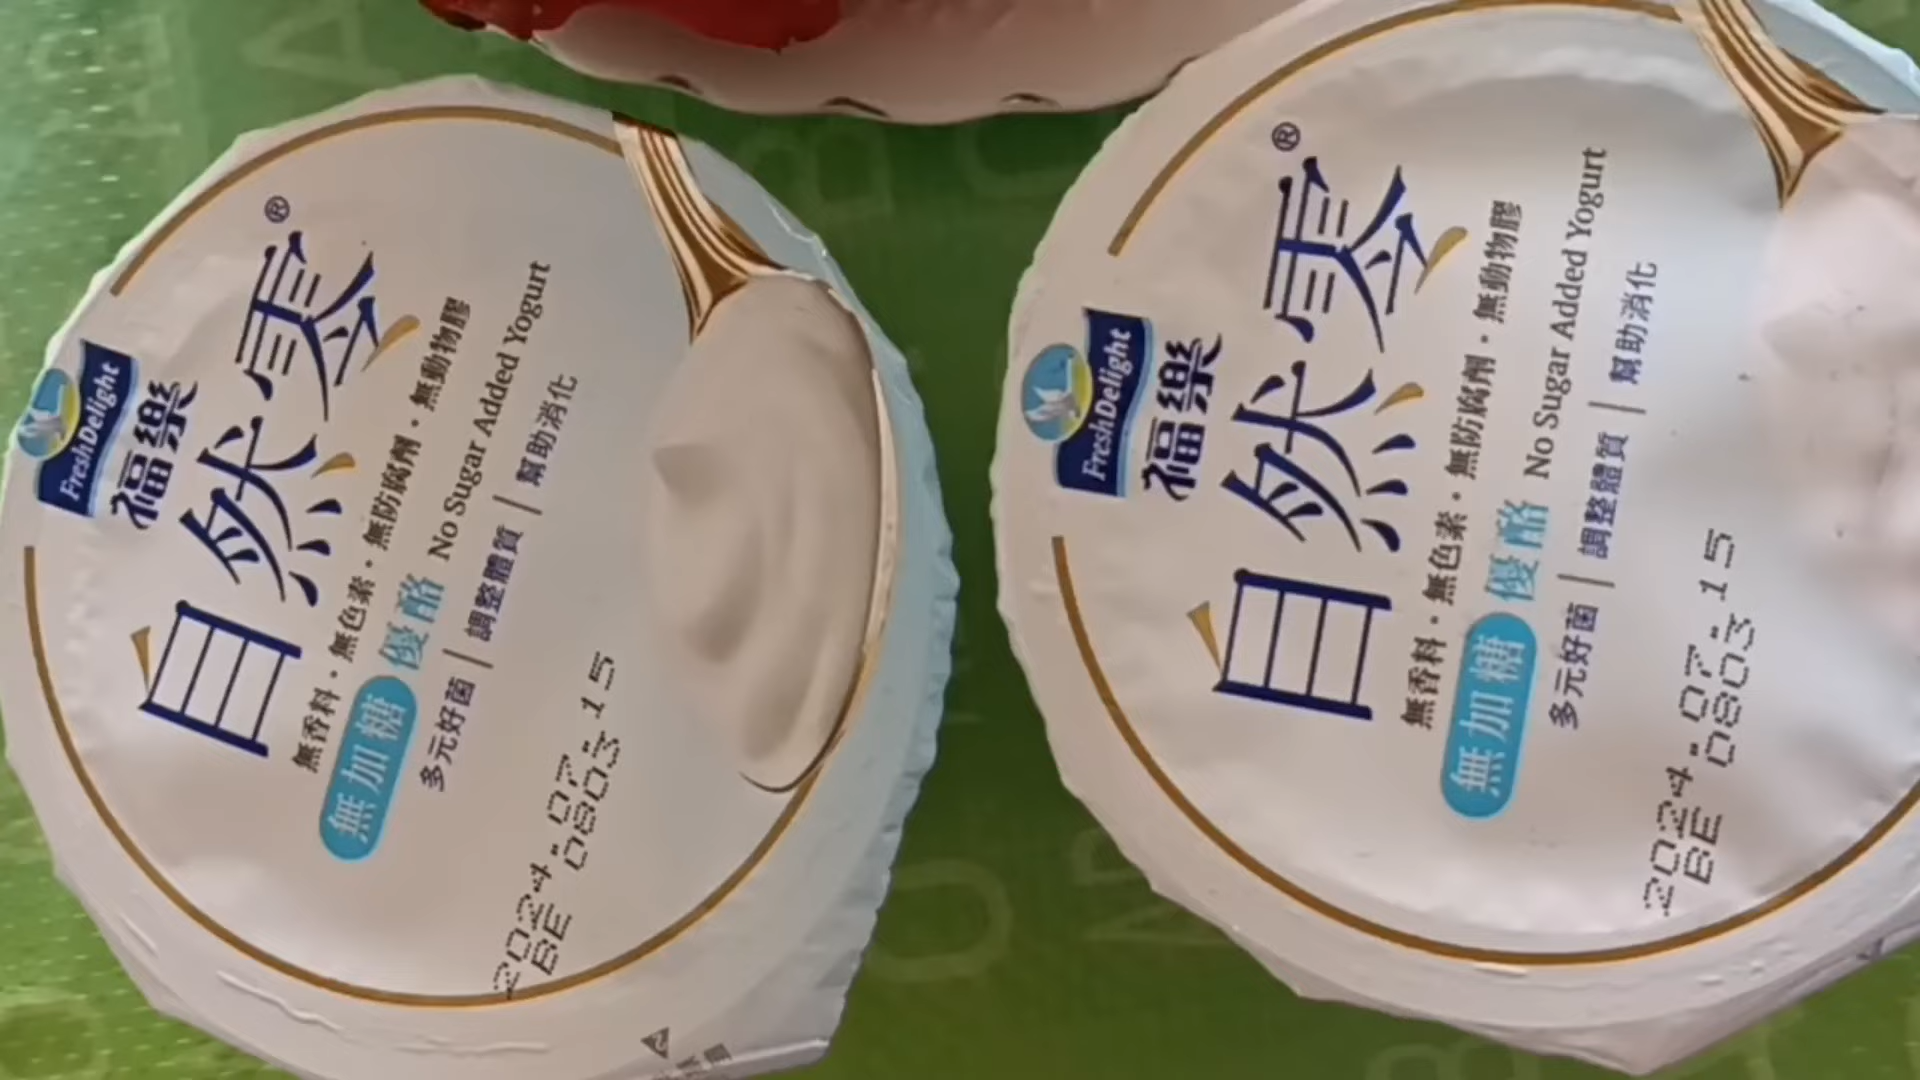 FreshDelight
福樂
自然零®
無香料・無色素・無防腐劑・無動物膠
無加糖 優酪 No Sugar Added Yogurt
多元好菌 | 調整體質 | 幫助消化
2024.07.15
BE 0803
FreshDelight
福樂
自然零®
無香料・無色素・無防腐劑・無動物膠
無加糖 優酪 No Sugar Added Yogurt
多元好菌 | 調整體質 | 幫助消化
2024.07.15
BE 0803